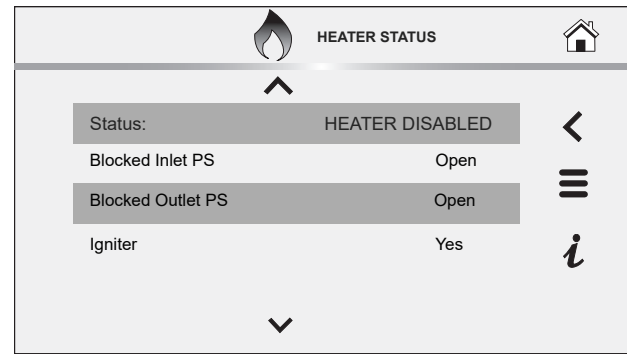 HEATER STATUS
Status: HEATER DISABLED
Blocked Inlet PS Open
Blocked Outlet PS Open
Igniter Yes
i